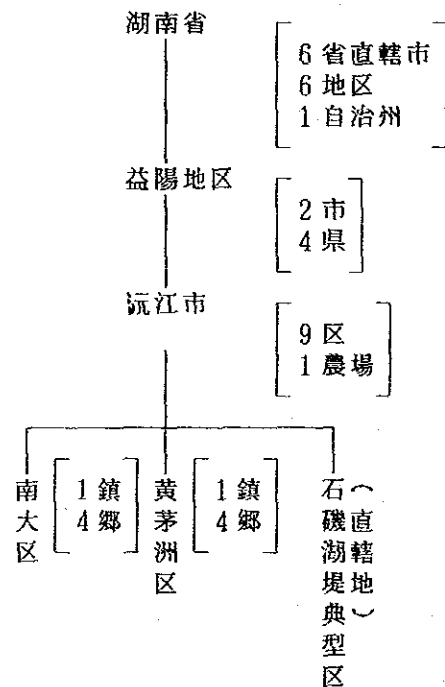 湖南省
6省直轄市
6地区
1自治州
益陽地区
2市
4県
沅江市
9区
1農場
南大区
1鎮
4郷
黄茅洲区
1鎮
4郷
石磯湖堤典型区
（直轄地）